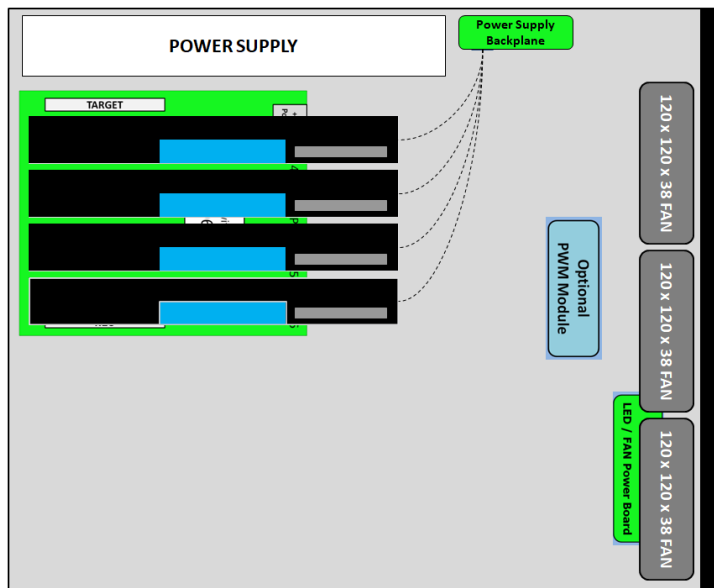 POWER SUPPLY
Power Supply
Backplane
TARGET
120 x 120 x 38 FAN
Optional
PWM Module
120 x 120 x 38 FAN
LED / FAN Power Board
120 x 120 x 38 FAN